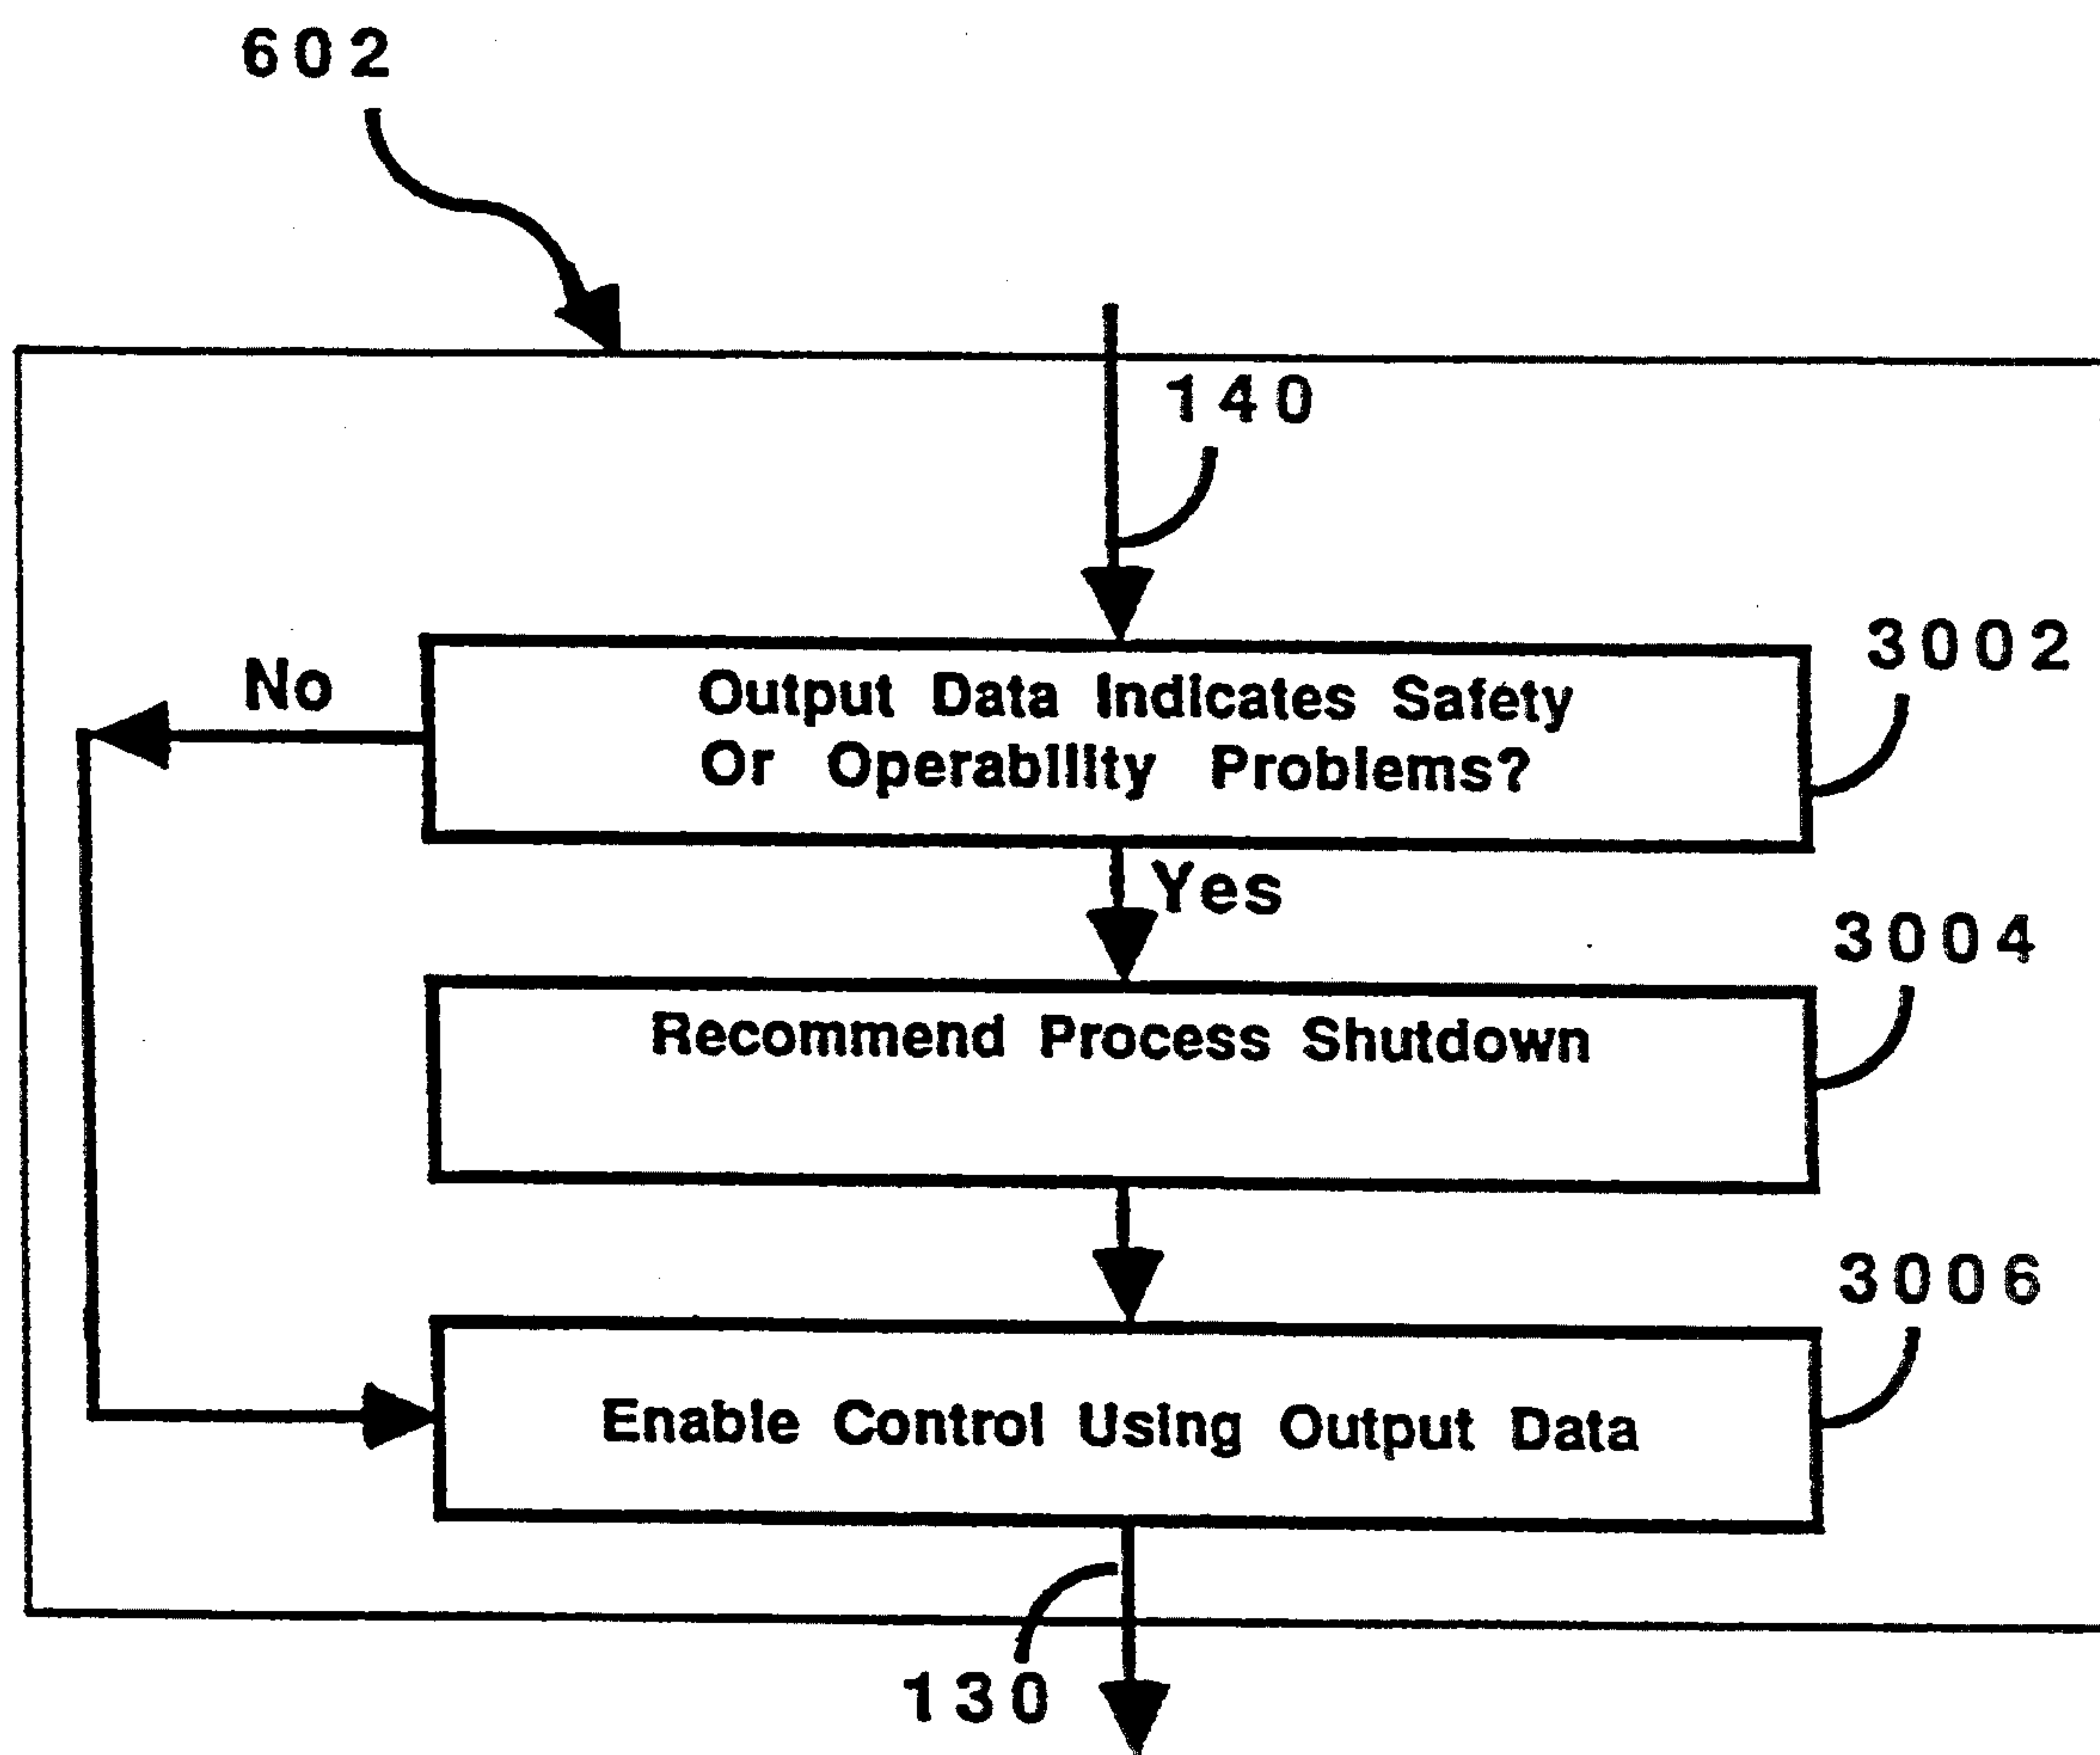 602
140
3002
No
Output Data Indicates Safety
Or Operability Problems?
Yes
3004
Recommend Process Shutdown
3006
Enable Control Using Output Data
130